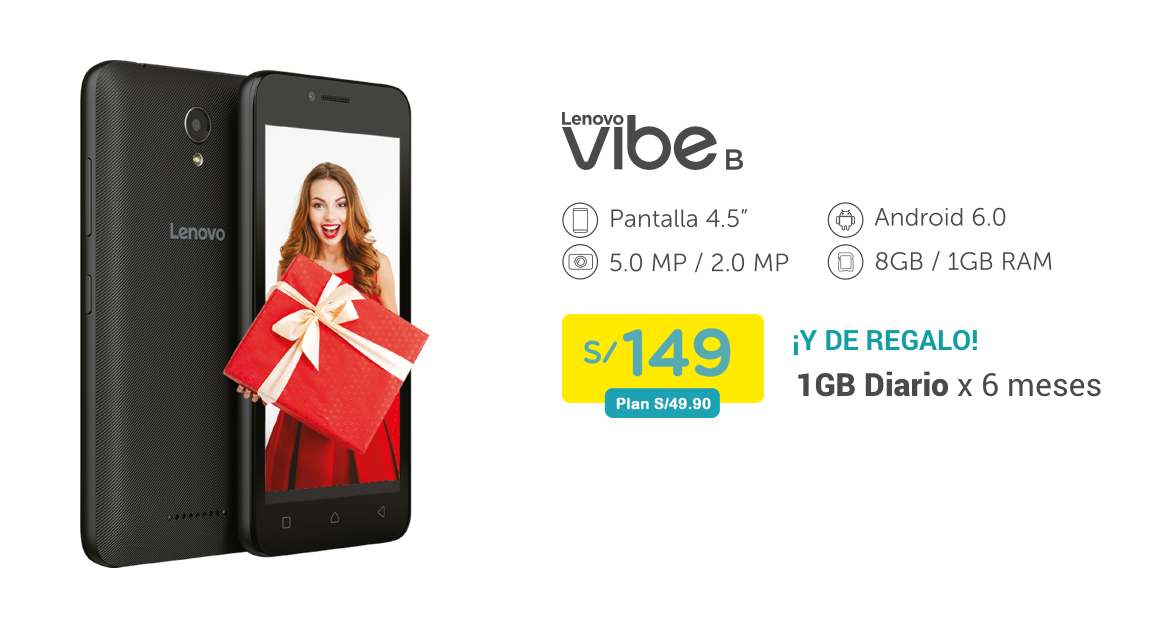 Lenovo
Lenovo
vibe B
Pantalla 4.5”
Android 6.0
5.0 MP / 2.0 MP
8GB / 1GB RAM
S/149
Plan S/49.90
¡Y DE REGALO!
1GB Diario x 6 meses